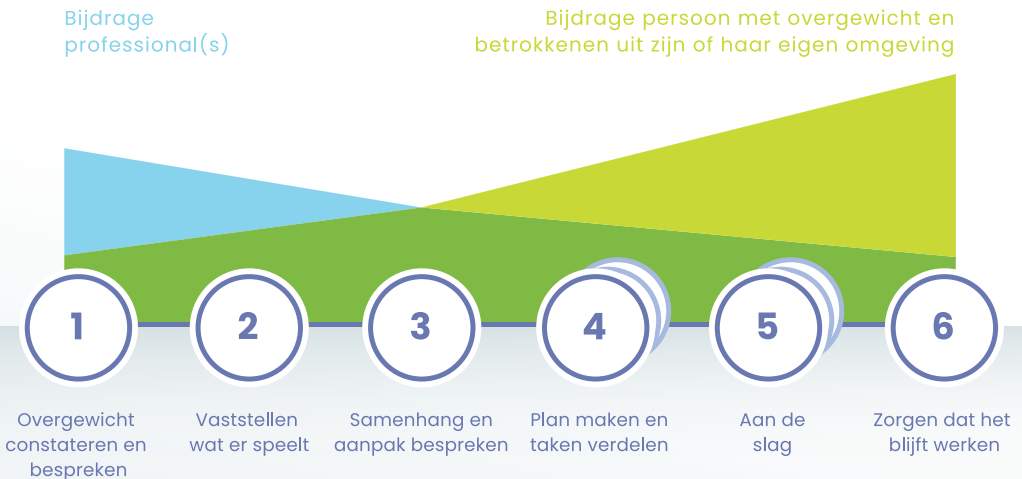 Bijdrage
professional(s)
Bijdrage persoon met overgewicht en
betrokkenen uit zijn of haar eigen omgeving
1
2
3
4
5
6
Overgewicht
constateren en
bespreken
Vaststellen
wat er speelt
Samenhang en
aanpak bespreken
Plan maken en
taken verdelen
Aan de
slag
Zorgen dat het
blijft werken